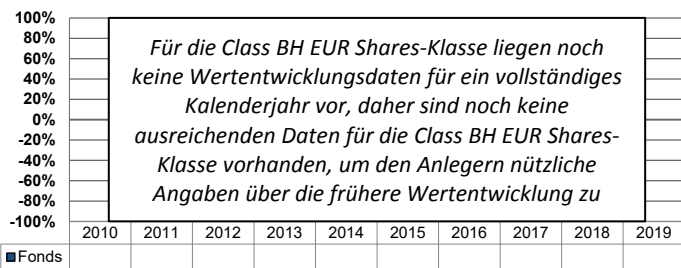 100%
80%
60%
40%
20%
0%
-20%
-40%
-60%
-80%
-100%
Für die Class BH EUR Shares-Klasse liegen noch
keine Wertentwicklungsdaten für ein vollständiges
Kalenderjahr vor, daher sind noch keine
ausreichenden Daten für die Class BH EUR Shares-
Klasse vorhanden, um den Anlegern nützliche
Angaben über die frühere Wertentwicklung zu
2010 2011 2012 2013 2014 2015 2016 2017 2018 2019
Fonds